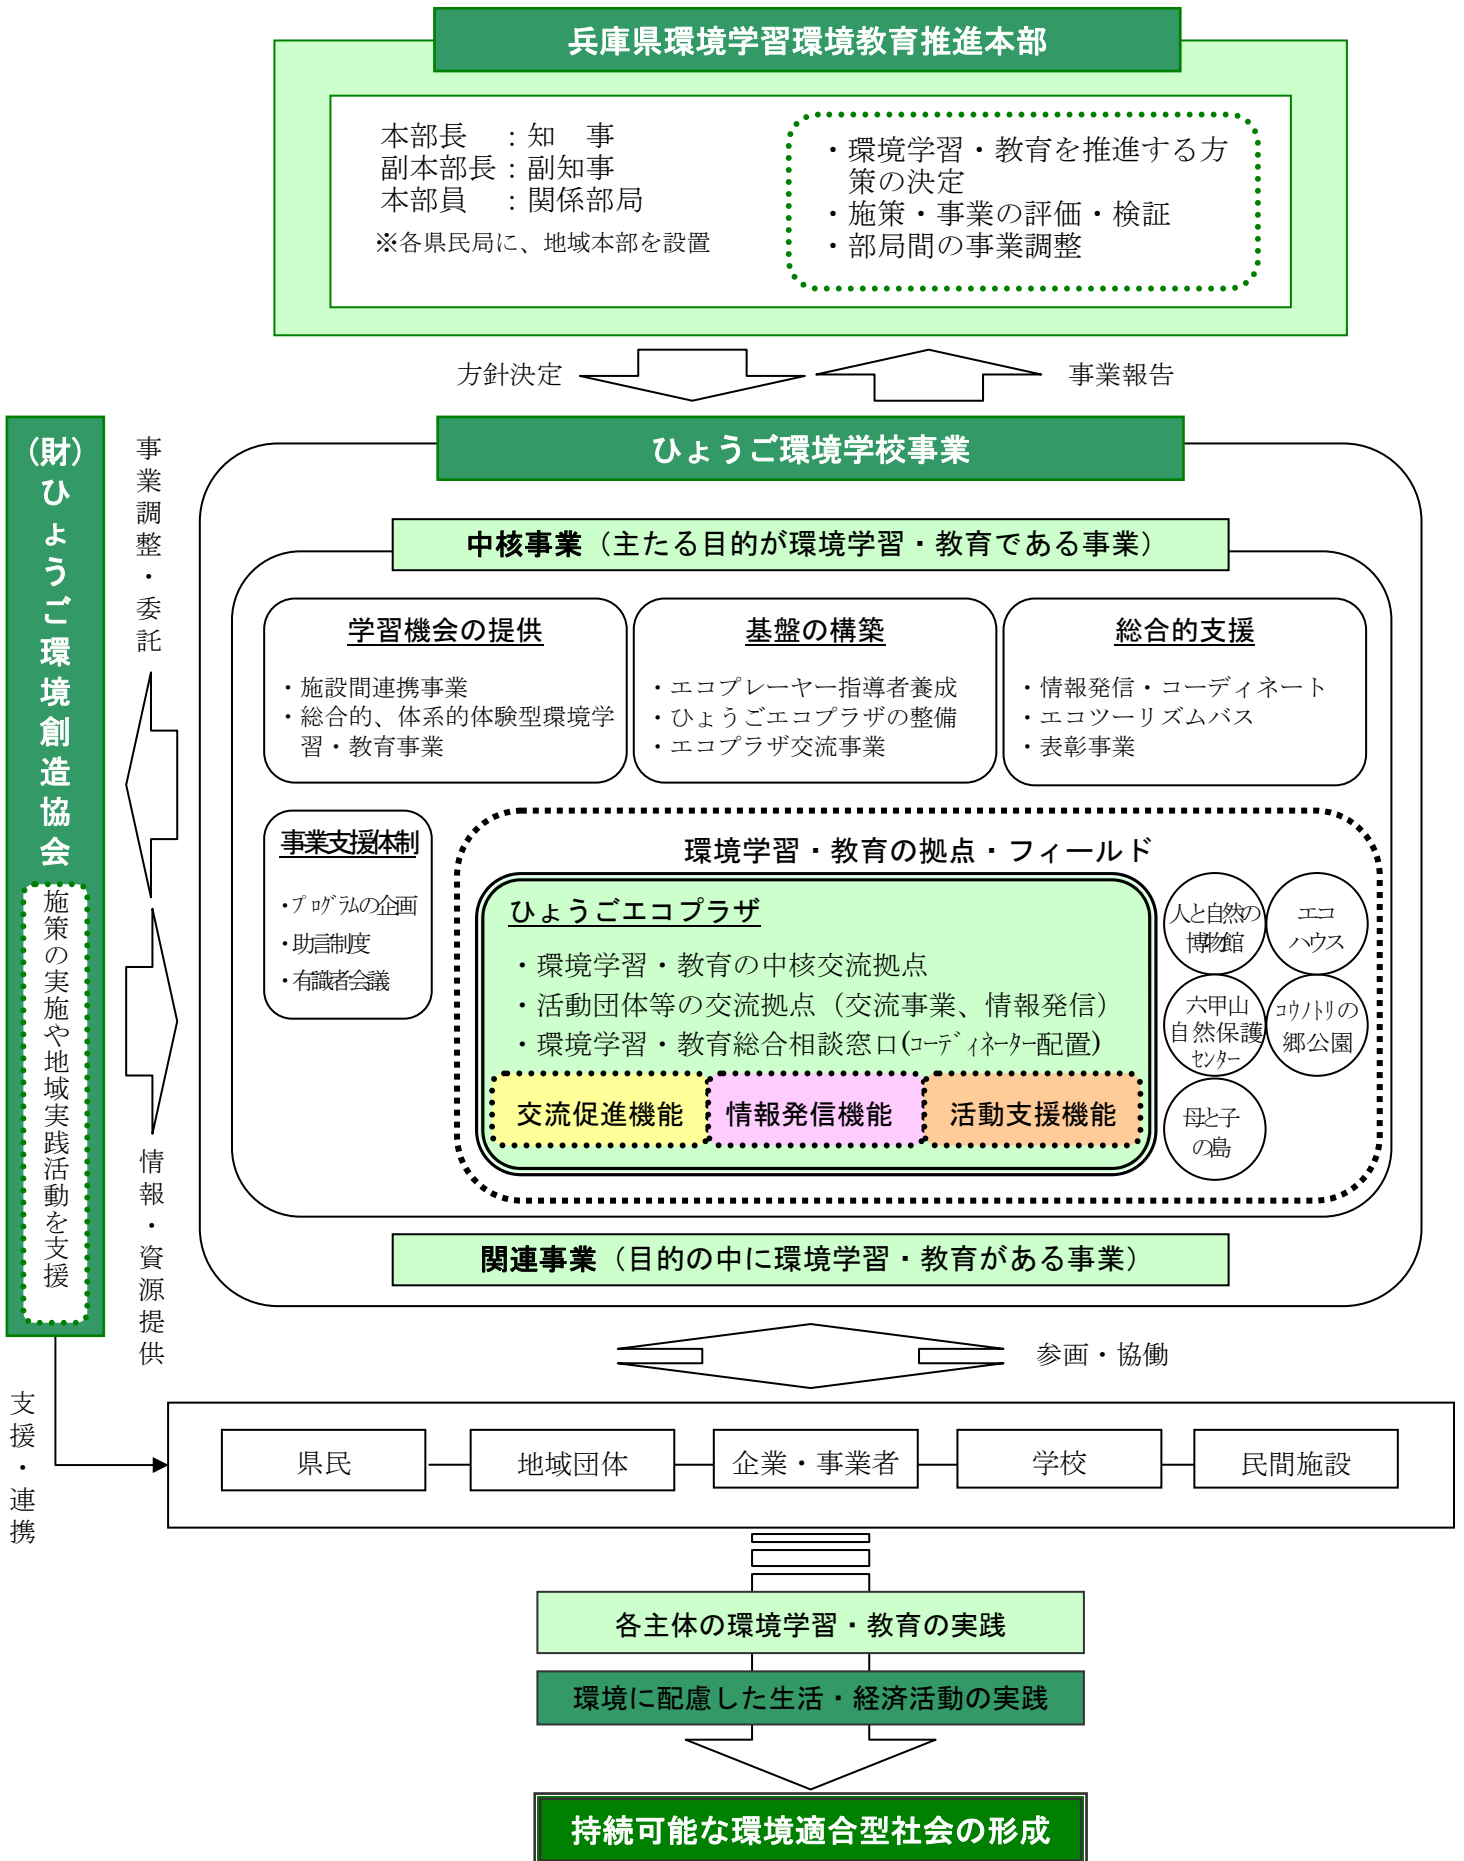 兵庫県環境学習環境教育推進本部
本部長　：知　事
副本部長：副知事
本部員　：関係部局
※各県民局に、地域本部を設置
・環境学習・教育を推進する方
策の決定
・施策・事業の評価・検証
・部局間の事業調整
方針決定
事業報告
(財)ひょうご環境創造協会
施策の実施や地域実践活動を支援
事業調整・委託
情報・資源提供
支援・連携
ひょうご環境学校事業
中核事業（主たる目的が環境学習・教育である事業）
学習機会の提供
・施設間連携事業
・総合的、体系的体験型環境学
習・教育事業
基盤の構築
・エコプレーヤー指導者養成
・ひょうごエコプラザの整備
・エコプラザ交流事業
総合的支援
・情報発信・コーディネート
・エコツーリズムバス
・表彰事業
事業支援体制
・ﾌﾟﾛｸﾞﾗﾑの企画
・助言制度
・有識者会議
環境学習・教育の拠点・フィールド
ひょうごエコプラザ
・環境学習・教育の中核交流拠点
・活動団体等の交流拠点（交流事業、情報発信）
・環境学習・教育総合相談窓口(ｺｰﾃﾞｨﾈｰﾀｰ配置)
交流促進機能
情報発信機能
活動支援機能
人と自然の
博物館
エコ
ハウス
六甲山
自然保護
ｾﾝﾀｰ
ｺｳﾉﾄﾘの
郷公園
母と子
の島
関連事業（目的の中に環境学習・教育がある事業）
参画・協働
県民
地域団体
企業・事業者
学校
民間施設
各主体の環境学習・教育の実践
環境に配慮した生活・経済活動の実践
持続可能な環境適合型社会の形成